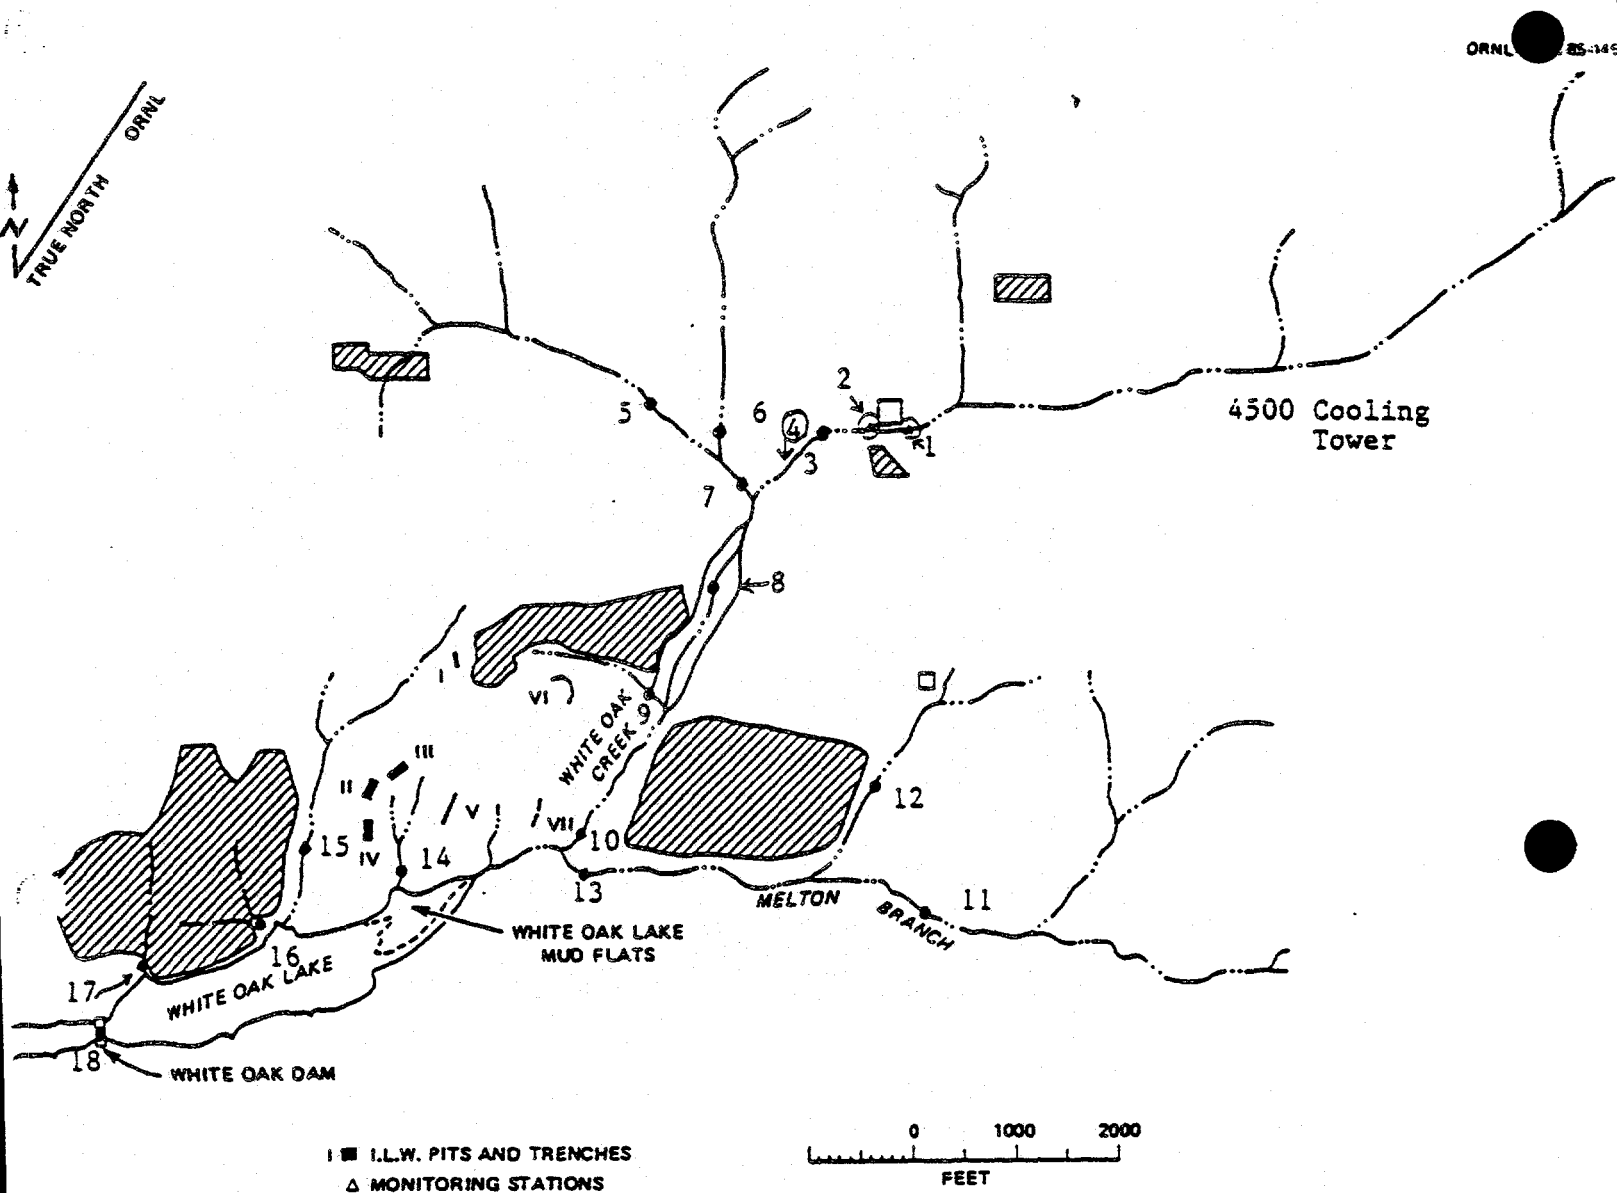 ORNL
ORNL
N
TRUE NORTH
2
5
6
4
3
1
4500 Cooling
Tower
7
8
I
VI
9
WHITE OAK
CREEK
III
II
V
VII
12
15
IV
14
10
13
MELTON
BRANCH
11
WHITE OAK LAKE
MUD FLATS
16
17
WHITE OAK LAKE
18
WHITE OAK DAM
0 1000 2000
FEET
I I.L.W. PITS AND TRENCHES
MONITORING STATIONS